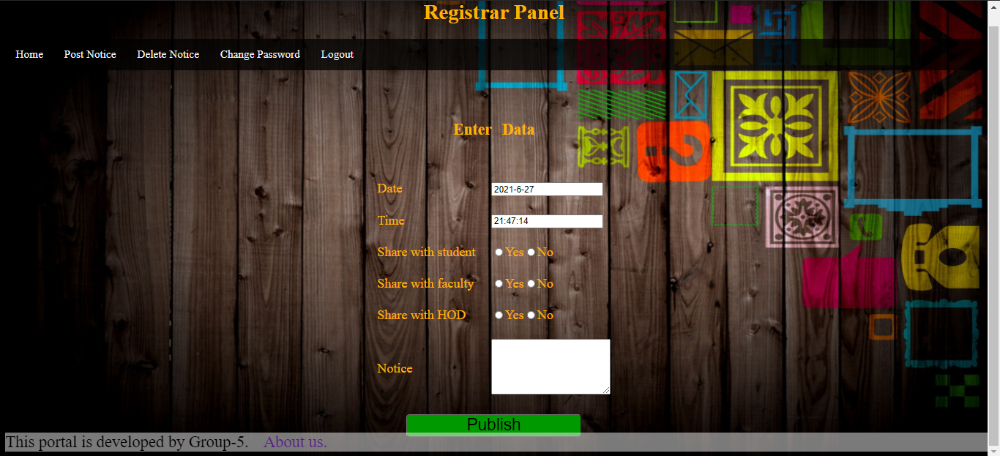 Registrar Panel
Home Post Notice Delete Notice Change Password Logout
Enter Data
Date 2021-6-27
Time 21:47:14
Share with student Yes No
Share with faculty Yes No
Share with HOD Yes No
Notice
Publish
This portal is developed by Group-5. About us.